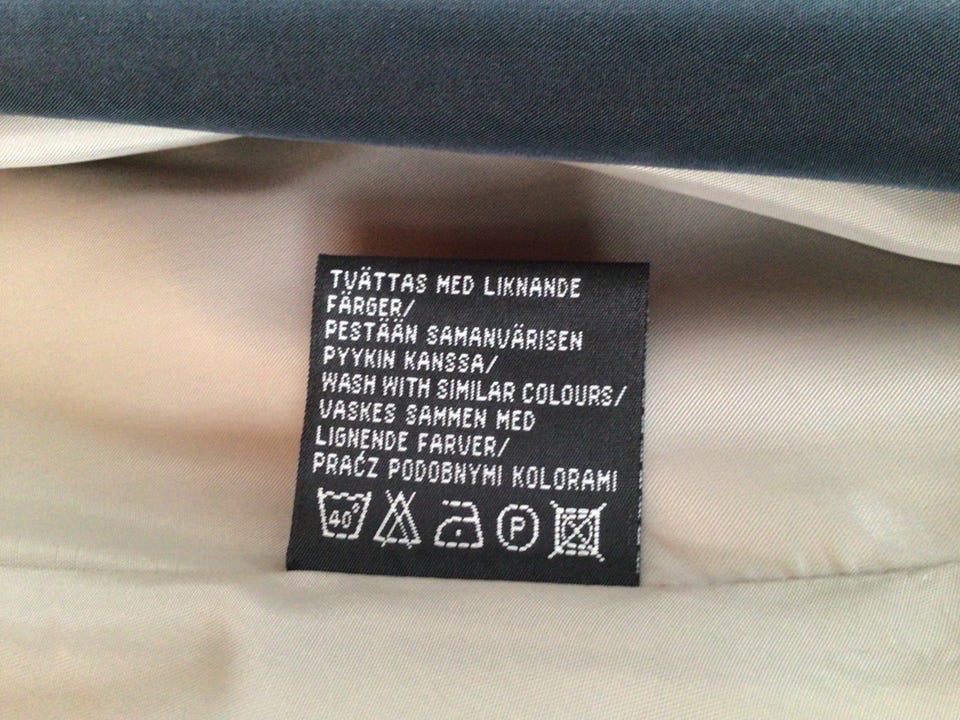 TVÄTTAS MED LIKNANDE
FÄRGER/
PESTÄÄN SAMANVÄRISEN
PYYKIN KANSSA/
WASH WITH SIMILAR COLOURS/
VASKES SAMMEN MED
LIGNENDE FARVER/
PRAĆZ PODOBNYMI KOLORAMI
40° P